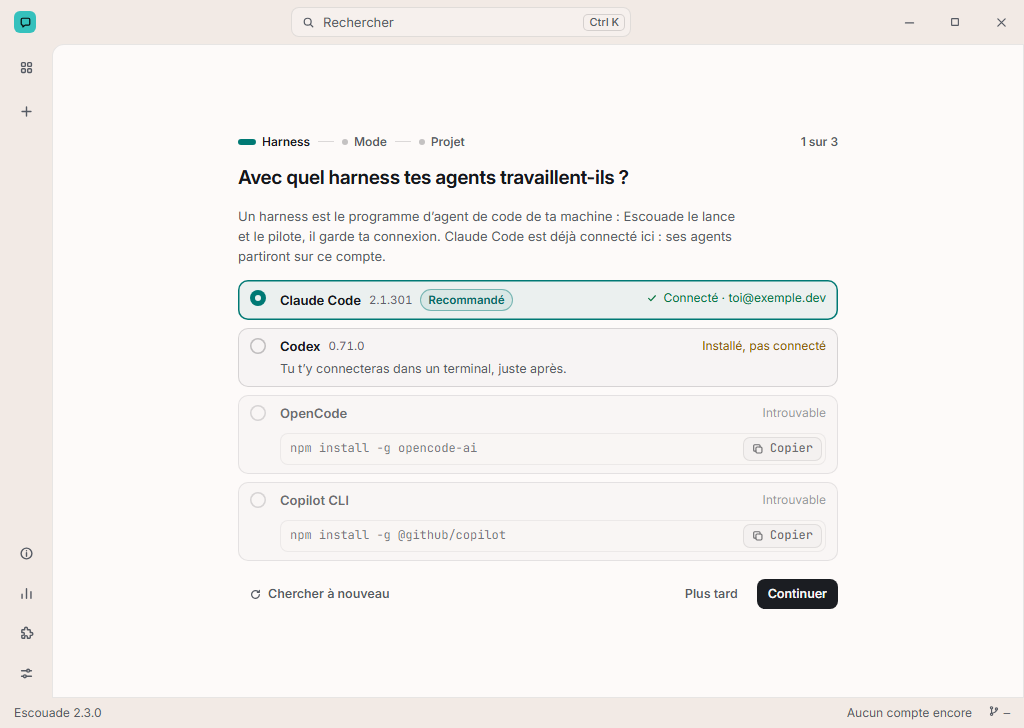 Rechercher
Ctrl K
Harness
Mode
Projet
1 sur 3
Avec quel harness tes agents travaillent-ils ?
Un harness est le programme d’agent de code de ta machine : Escouade le lance
et le pilote, il garde ta connexion. Claude Code est déjà connecté ici : ses agents
partiront sur ce compte.
Claude Code 2.1.301 Recommandé
Connecté · toi@exemple.dev
Codex 0.71.0
Installé, pas connecté
Tu t’y connecteras dans un terminal, juste après.
OpenCode
Introuvable
npm install -g opencode-ai
Copier
Copilot CLI
Introuvable
npm install -g @github/copilot
Copier
Chercher à nouveau
Plus tard
Continuer
Escouade 2.3.0
Aucun compte encore
–